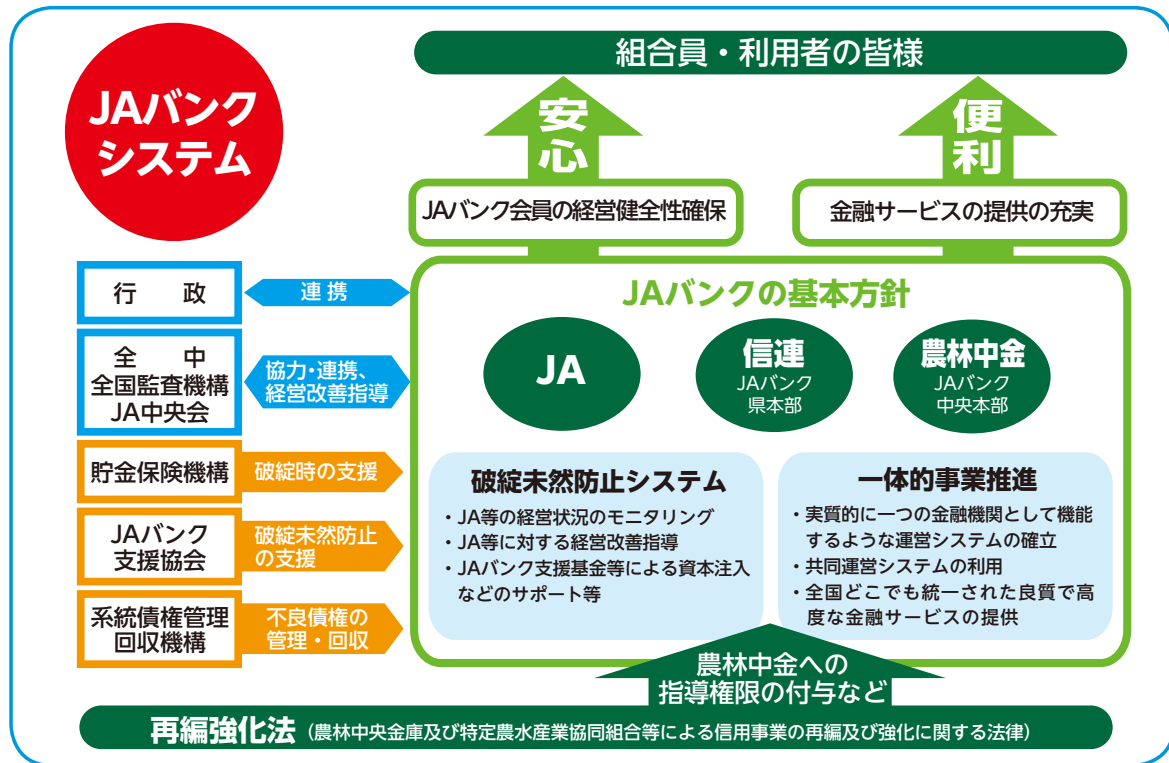 JAバンク
システム
組合員・利用者の皆様
安心
便利
JAバンク会員の経営健全性確保
金融サービスの提供の充実
行　政
連携
全　中
全国監査機構
JA中央会
協力・連携、
経営改善指導
貯金保険機構
破綻時の支援
JAバンク
支援協会
破綻未然防止
の支援
系統債権管理
回収機構
不良債権の
管理・回収
JAバンクの基本方針
JA
信連
JAバンク
県本部
農林中金
JAバンク
中央本部
破綻未然防止システム
・JA等の経営状況のモニタリング
・JA等に対する経営改善指導
・JAバンク支援基金等による資本注入
などのサポート等
一体的事業推進
・実質的に一つの金融機関として機能
するような運営システムの確立
・共同運営システムの利用
・全国どこでも統一された良質で高
度な金融サービスの提供
農林中金への
指導権限の付与など
再編強化法（農林中央金庫及び特定農水産業協同組合等による信用事業の再編及び強化に関する法律）